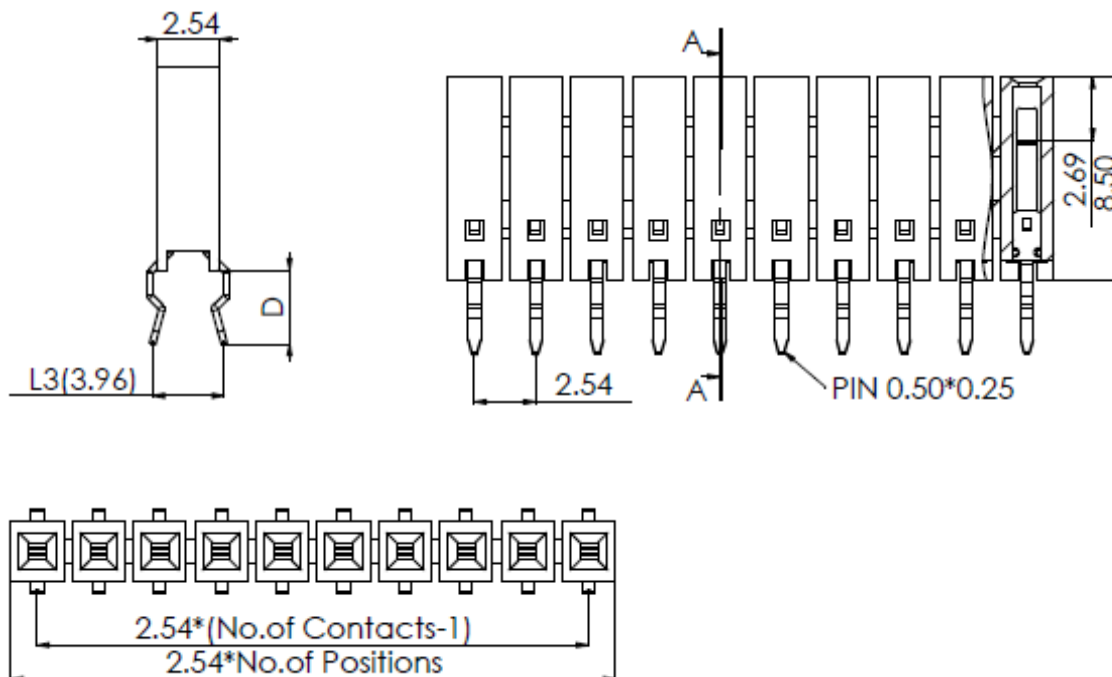 2.54
A
2.69
8.50
D
L3(3.96)
2.54
A
PIN 0.50*0.25
2.54*(No.of Contacts-1)
2.54*No.of Positions